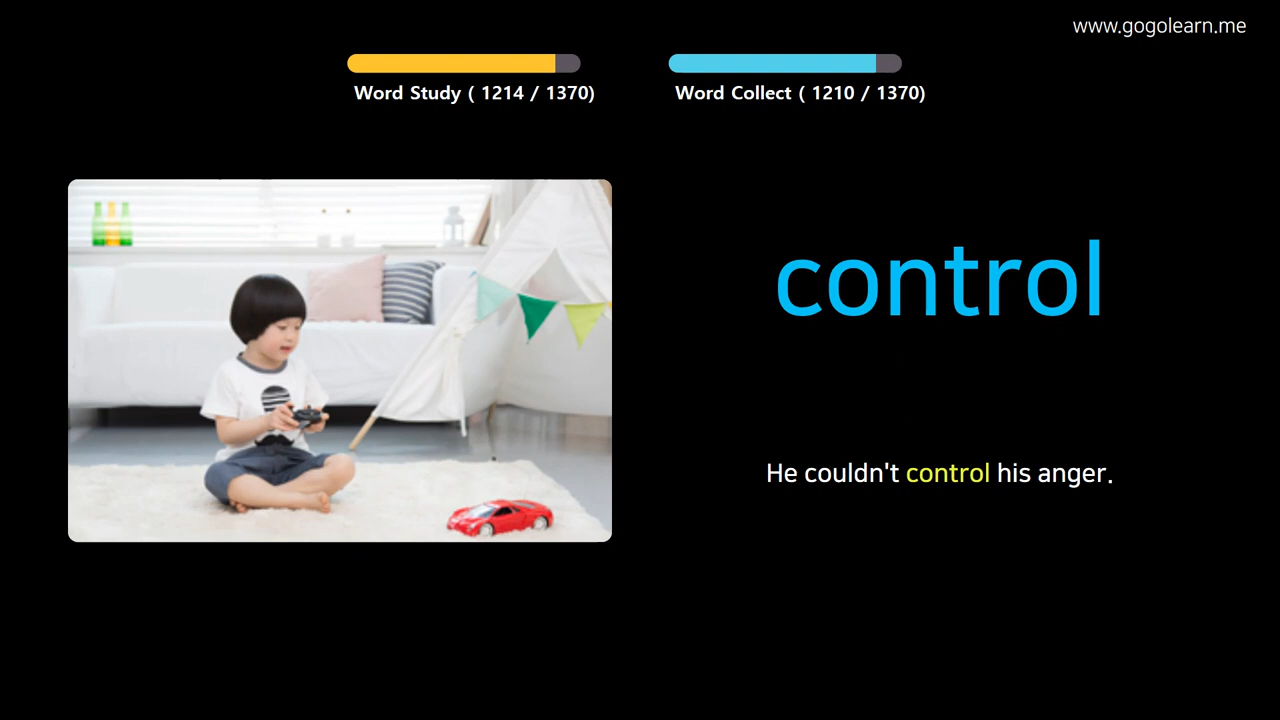 www.gogolearn.me
Word Study ( 1214 / 1370)
Word Collect ( 1210 / 1370)
control
He couldn't control his anger.